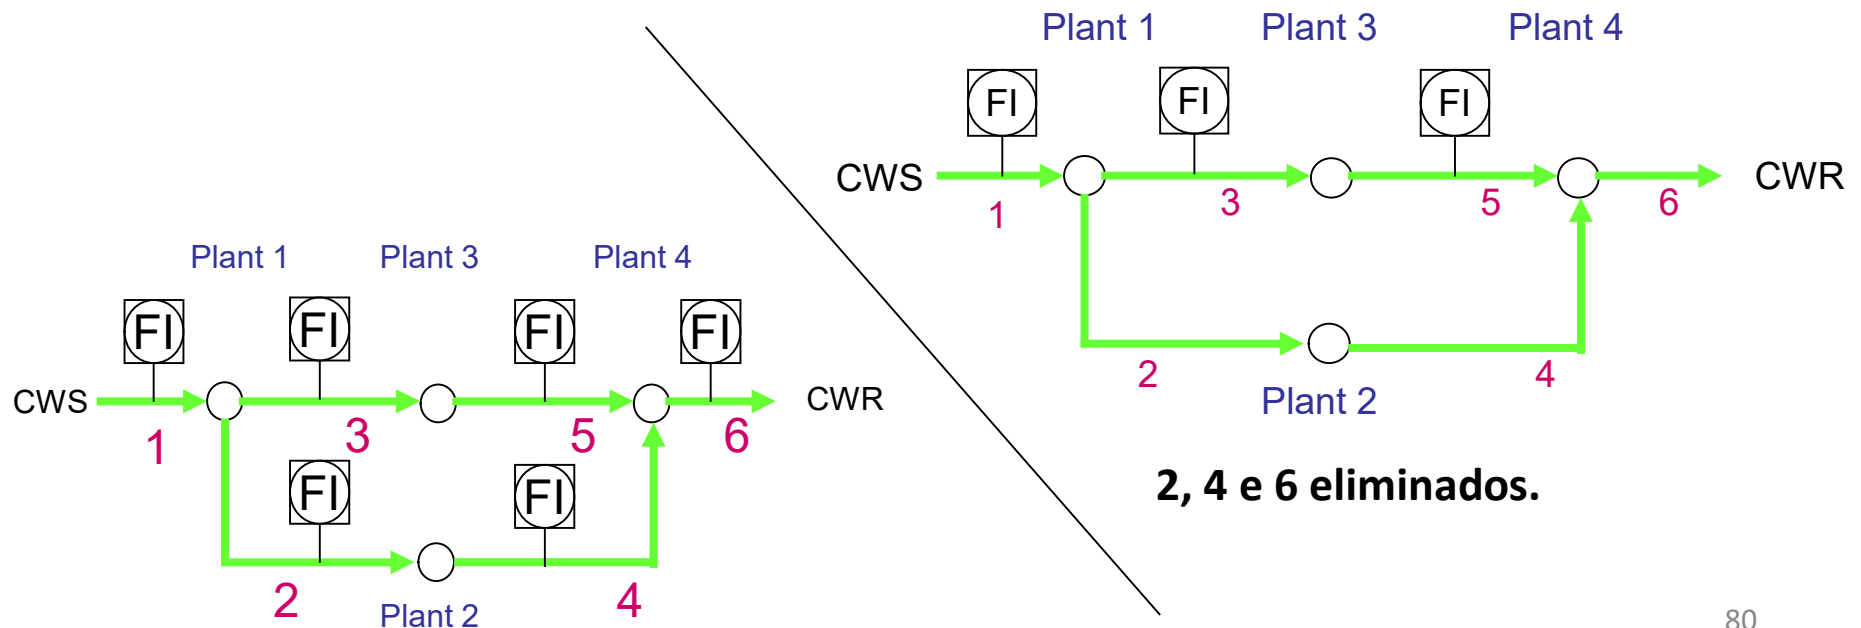 Plant 1 Plant 3 Plant 4
FI FI FI FI
CWS CWR
1 3 5 6
FI FI
2 4
Plant 2
Plant 1 Plant 3 Plant 4
FI FI FI
CWS CWR
1 3 5 6
2 4
Plant 2
2, 4 e 6 eliminados.
80